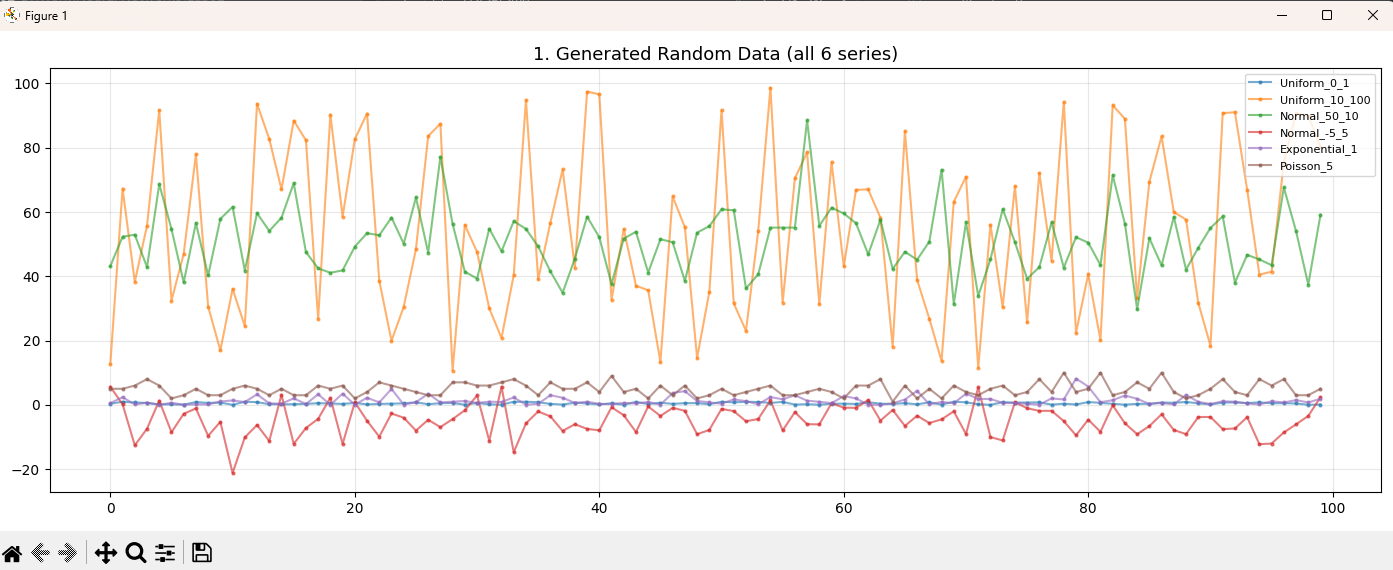 Figure 1
1. Generated Random Data (all 6 series)
100
80
60
40
20
0
−20
Uniform_0_1
Uniform_10_100
Normal_50_10
Normal_-5_5
Exponential_1
Poisson_5
0 20 40 60 80 100